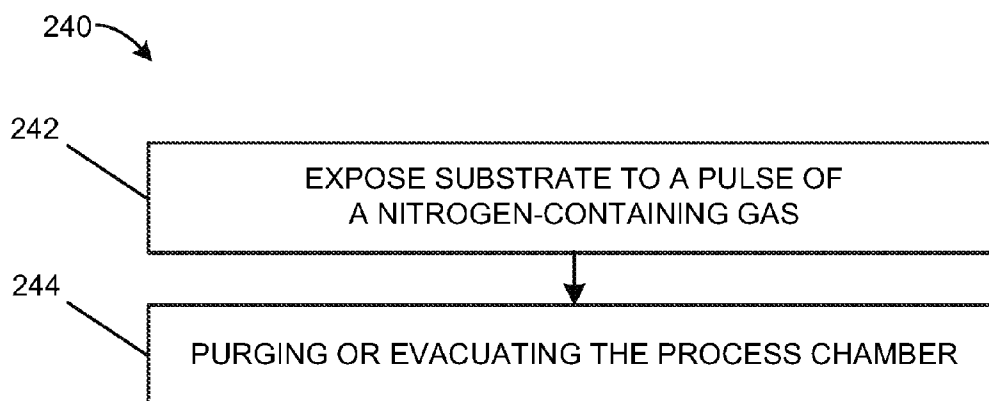 240
242
EXPOSE SUBSTRATE TO A PULSE OF
A NITROGEN-CONTAINING GAS
244
PURGING OR EVACUATING THE PROCESS CHAMBER